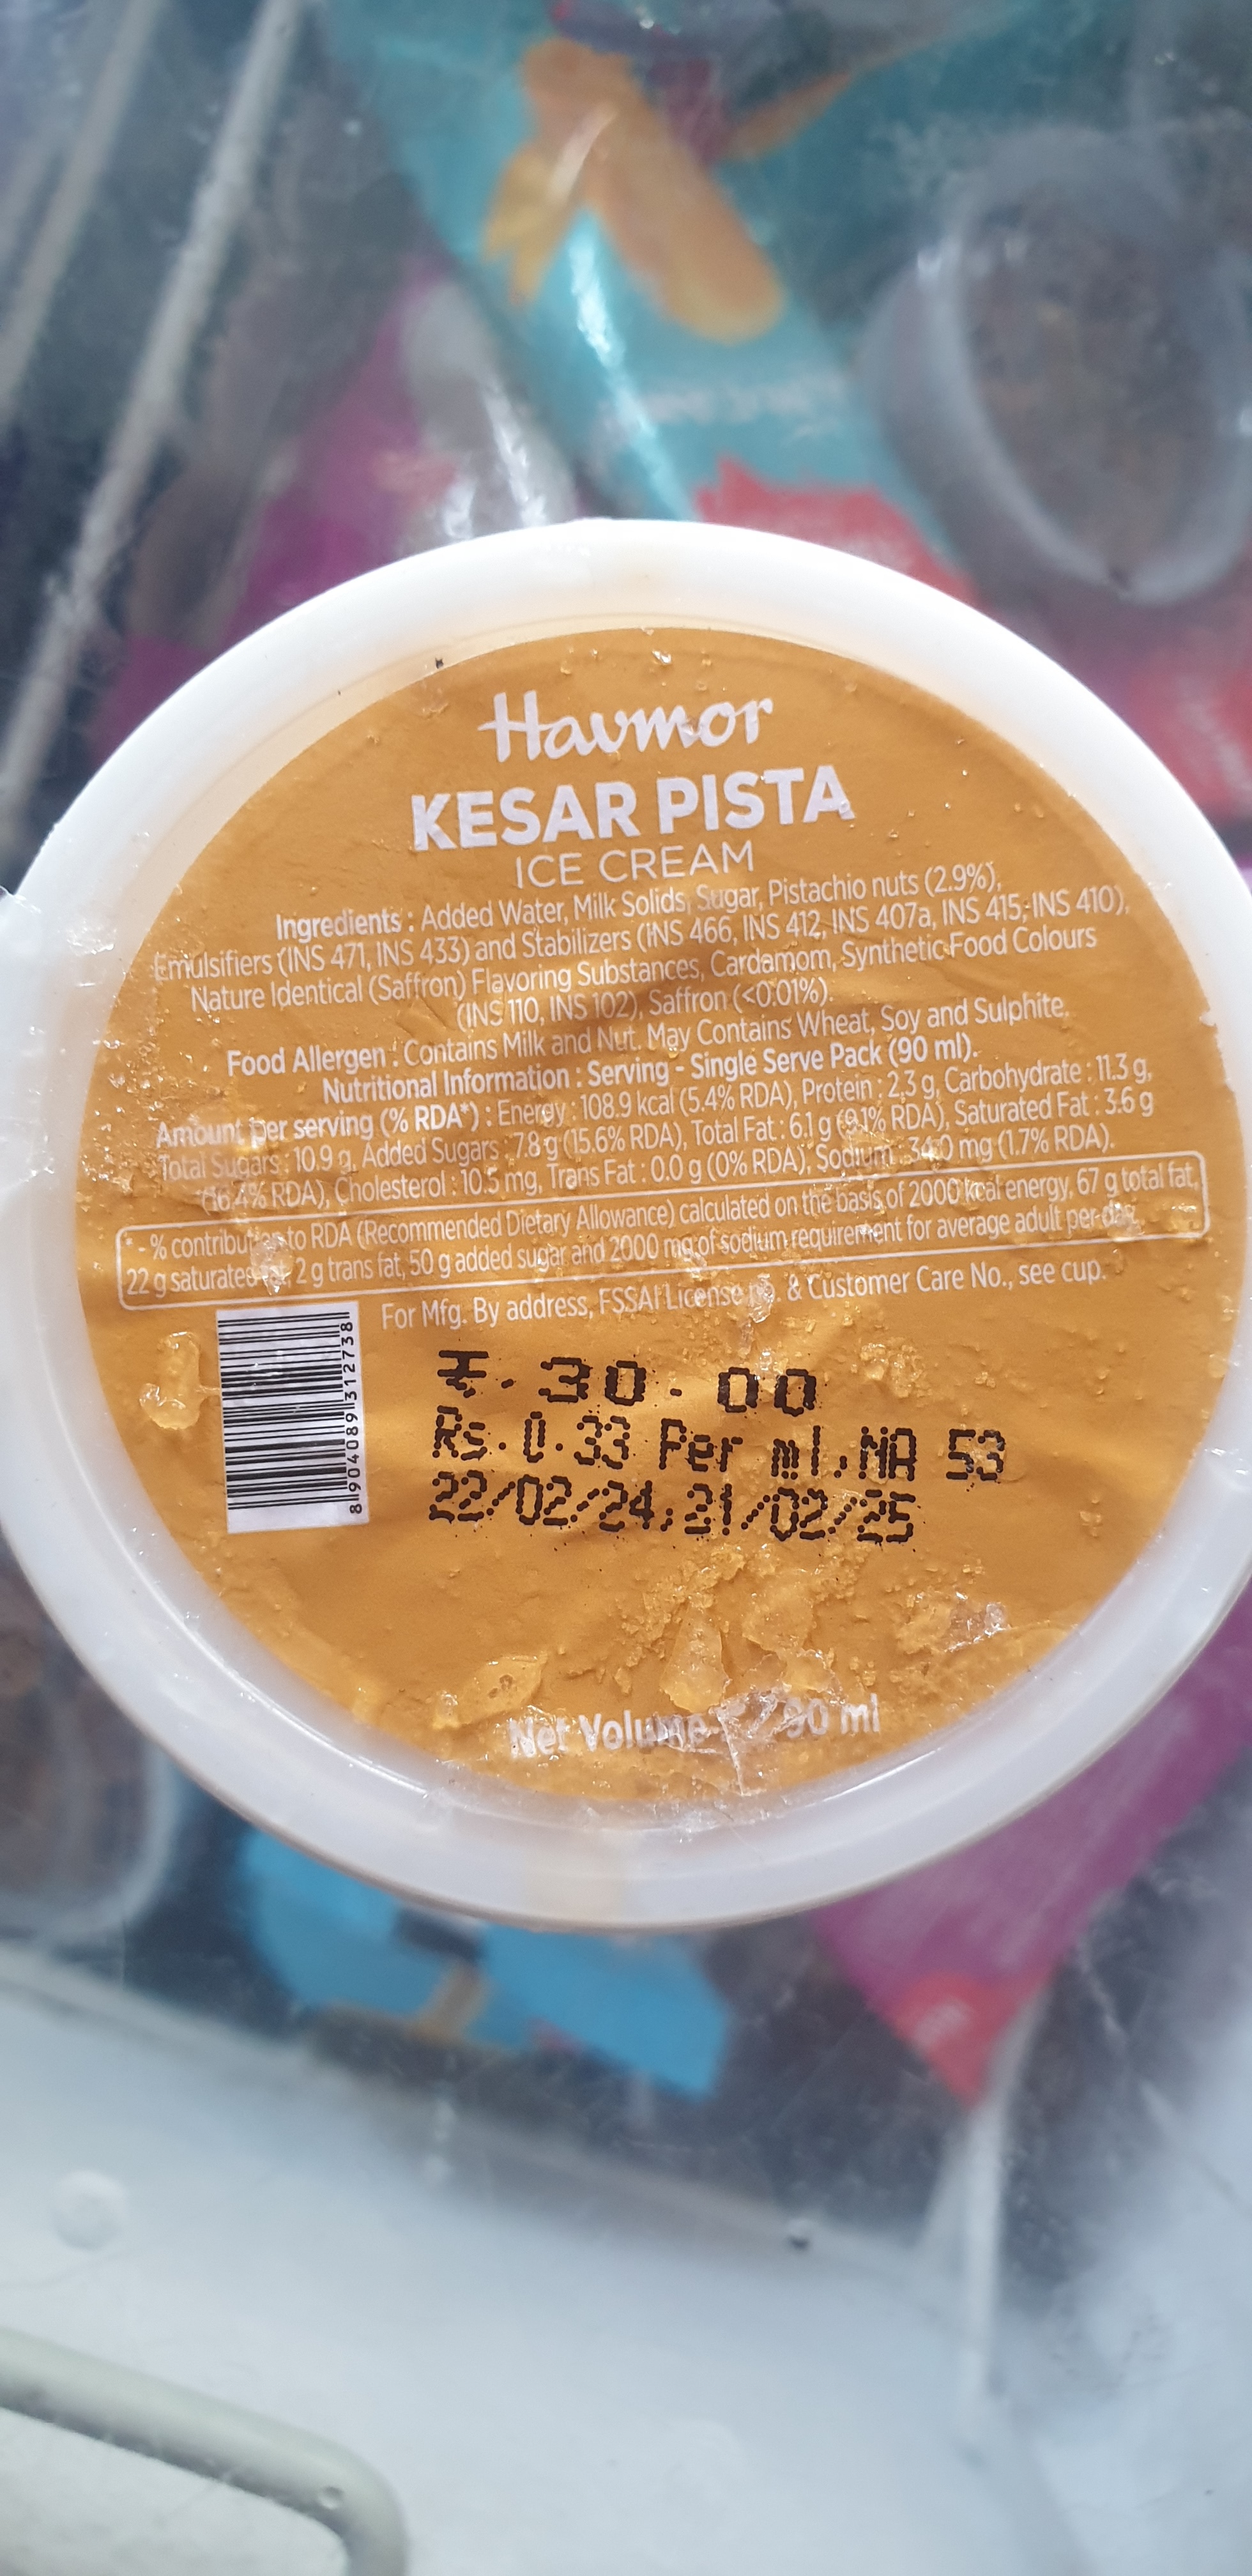 Havmor
KESAR PISTA
ICE CREAM
Ingredients : Added Water, Milk Solids, Sugar, Pistachio nuts (2.9%),
Emulsifiers (INS 471, INS 433) and Stabilizers (INS 466, INS 412, INS 407a, INS 415, INS 410),
Nature Identical (Saffron) Flavoring Substances, Cardamom, Synthetic Food Colours
(INS 110, INS 102), Saffron (<0.01%).
Food Allergen : Contains Milk and Nut. May Contains Wheat, Soy and Sulphite.
Nutritional Information : Serving - Single Serve Pack (90 ml).
Amount per serving (% RDA*) : Energy : 108.9 kcal (5.4% RDA), Protein : 2.3 g, Carbohydrate : 11.3 g,
Total Sugars : 10.9 g, Added Sugars : 7.8 g (15.6% RDA), Total Fat : 6.1 g (9.1% RDA), Saturated Fat : 3.6 g
(16.4% RDA), Cholesterol : 10.5 mg, Trans Fat : 0.0 g (0% RDA), Sodium : 34.0 mg (1.7% RDA).
* - % contribution to RDA (Recommended Dietary Allowance) calculated on the basis of 2000 kcal energy, 67 g total fat,
22 g saturated 2 g trans fat, 50 g added sugar and 2000 mg of sodium requirement for average adult per day.
For Mfg. By address, FSSAI License & Customer Care No., see cup.
8 904089 312738
₹. 30.00
Rs.0.33 Per ml.MA 53
22/02/24,21/02/25
Net Volume 90 ml